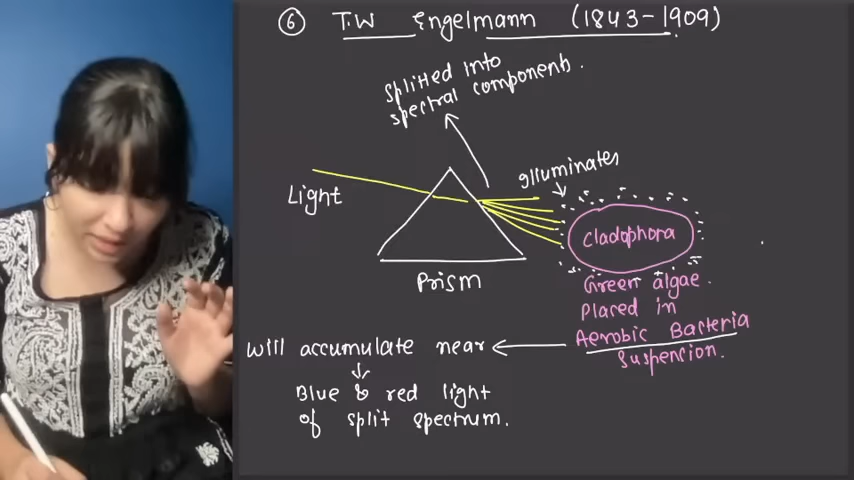 6 T.W Engelmann (1843-1909)
Splitted into
spectral components.
Illuminates
Light
Cladophora
Prism
Green algae.
Placed in
Aerobic Bacteria
Suspension.
Will accumulate near
Blue & red light
of split spectrum.